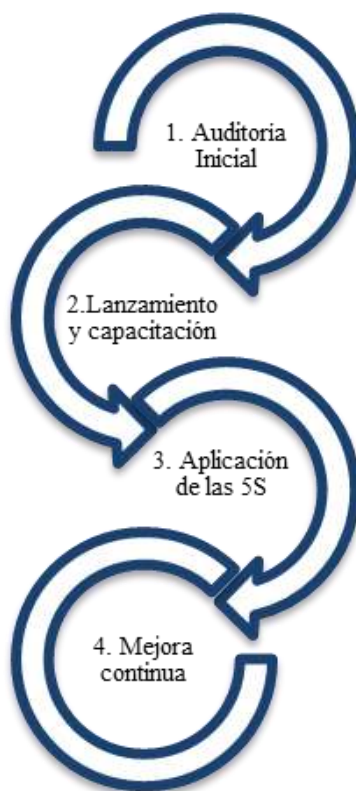 1. Auditoria
Inicial
2.Lanzamiento
y capacitación
3. Aplicación
de las 5S
4. Mejora
continua